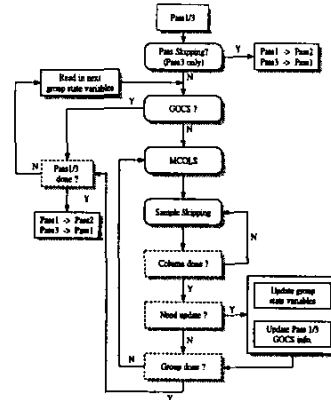 Pass1/3
Pass Skipping?
(Pass3 only)
Y
Pass1 -> Pass2
Pass3 -> Pass1
N
Read in next
group state variables
Y
GOCS ?
N
N
MCOLS
Pass1/3
done ?
Y
Sample Skipping
N
Pass1 -> Pass2
Pass3 -> Pass1
Column done ?
Y
Update group
state variables
Need update ?
Y
Update Pass 1/3
GOCS info.
N
N
Group done ?
Y